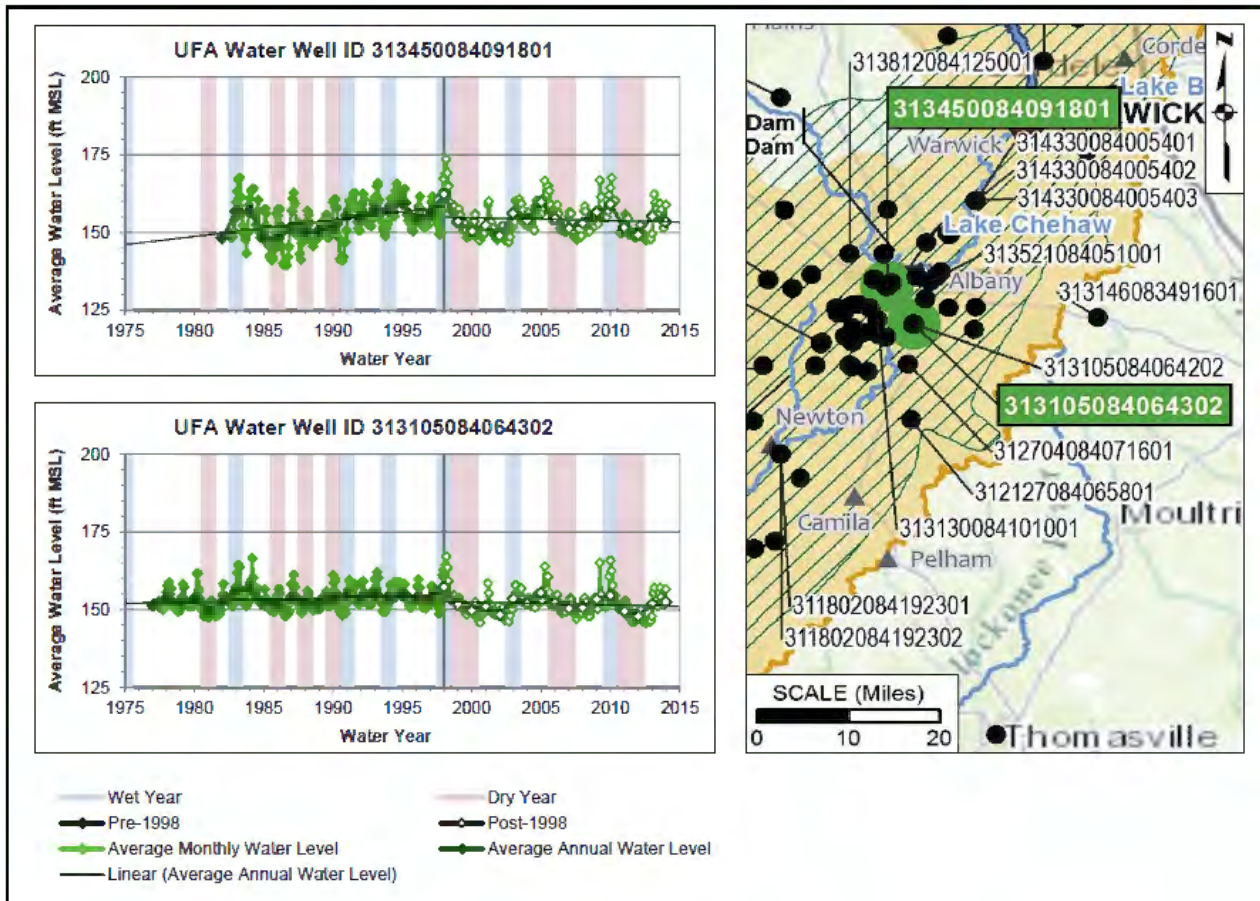 UFA Water Well ID 313450084091801
Average Water Level (ft MSL)
200
175
150
125
1975 1980 1985 1990 1995 2000 2005 2010 2015
Water Year
UFA Water Well ID 313105084064302
Average Water Level (ft MSL)
200
175
150
125
1975 1980 1985 1990 1995 2000 2005 2010 2015
Water Year
Wet Year
Dry Year
Pre-1998
Post-1998
Average Monthly Water Level
Average Annual Water Level
Linear (Average Annual Water Level)
Plains
Corde
313812084125001
Lake B
313450084091801
WICK
Dam
Dam
Warwick
314330084005401
314330084005402
314330084005403
Lake Chehaw
313521084051001
Albany
313146083491601
313105084064202
313105084064302
Newton
312704084071601
312127084065801
Camila
Moultri
313130084101001
Pelham
311802084192301
311802084192302
SCALE (Miles)
0 10 20
Thomasville
N